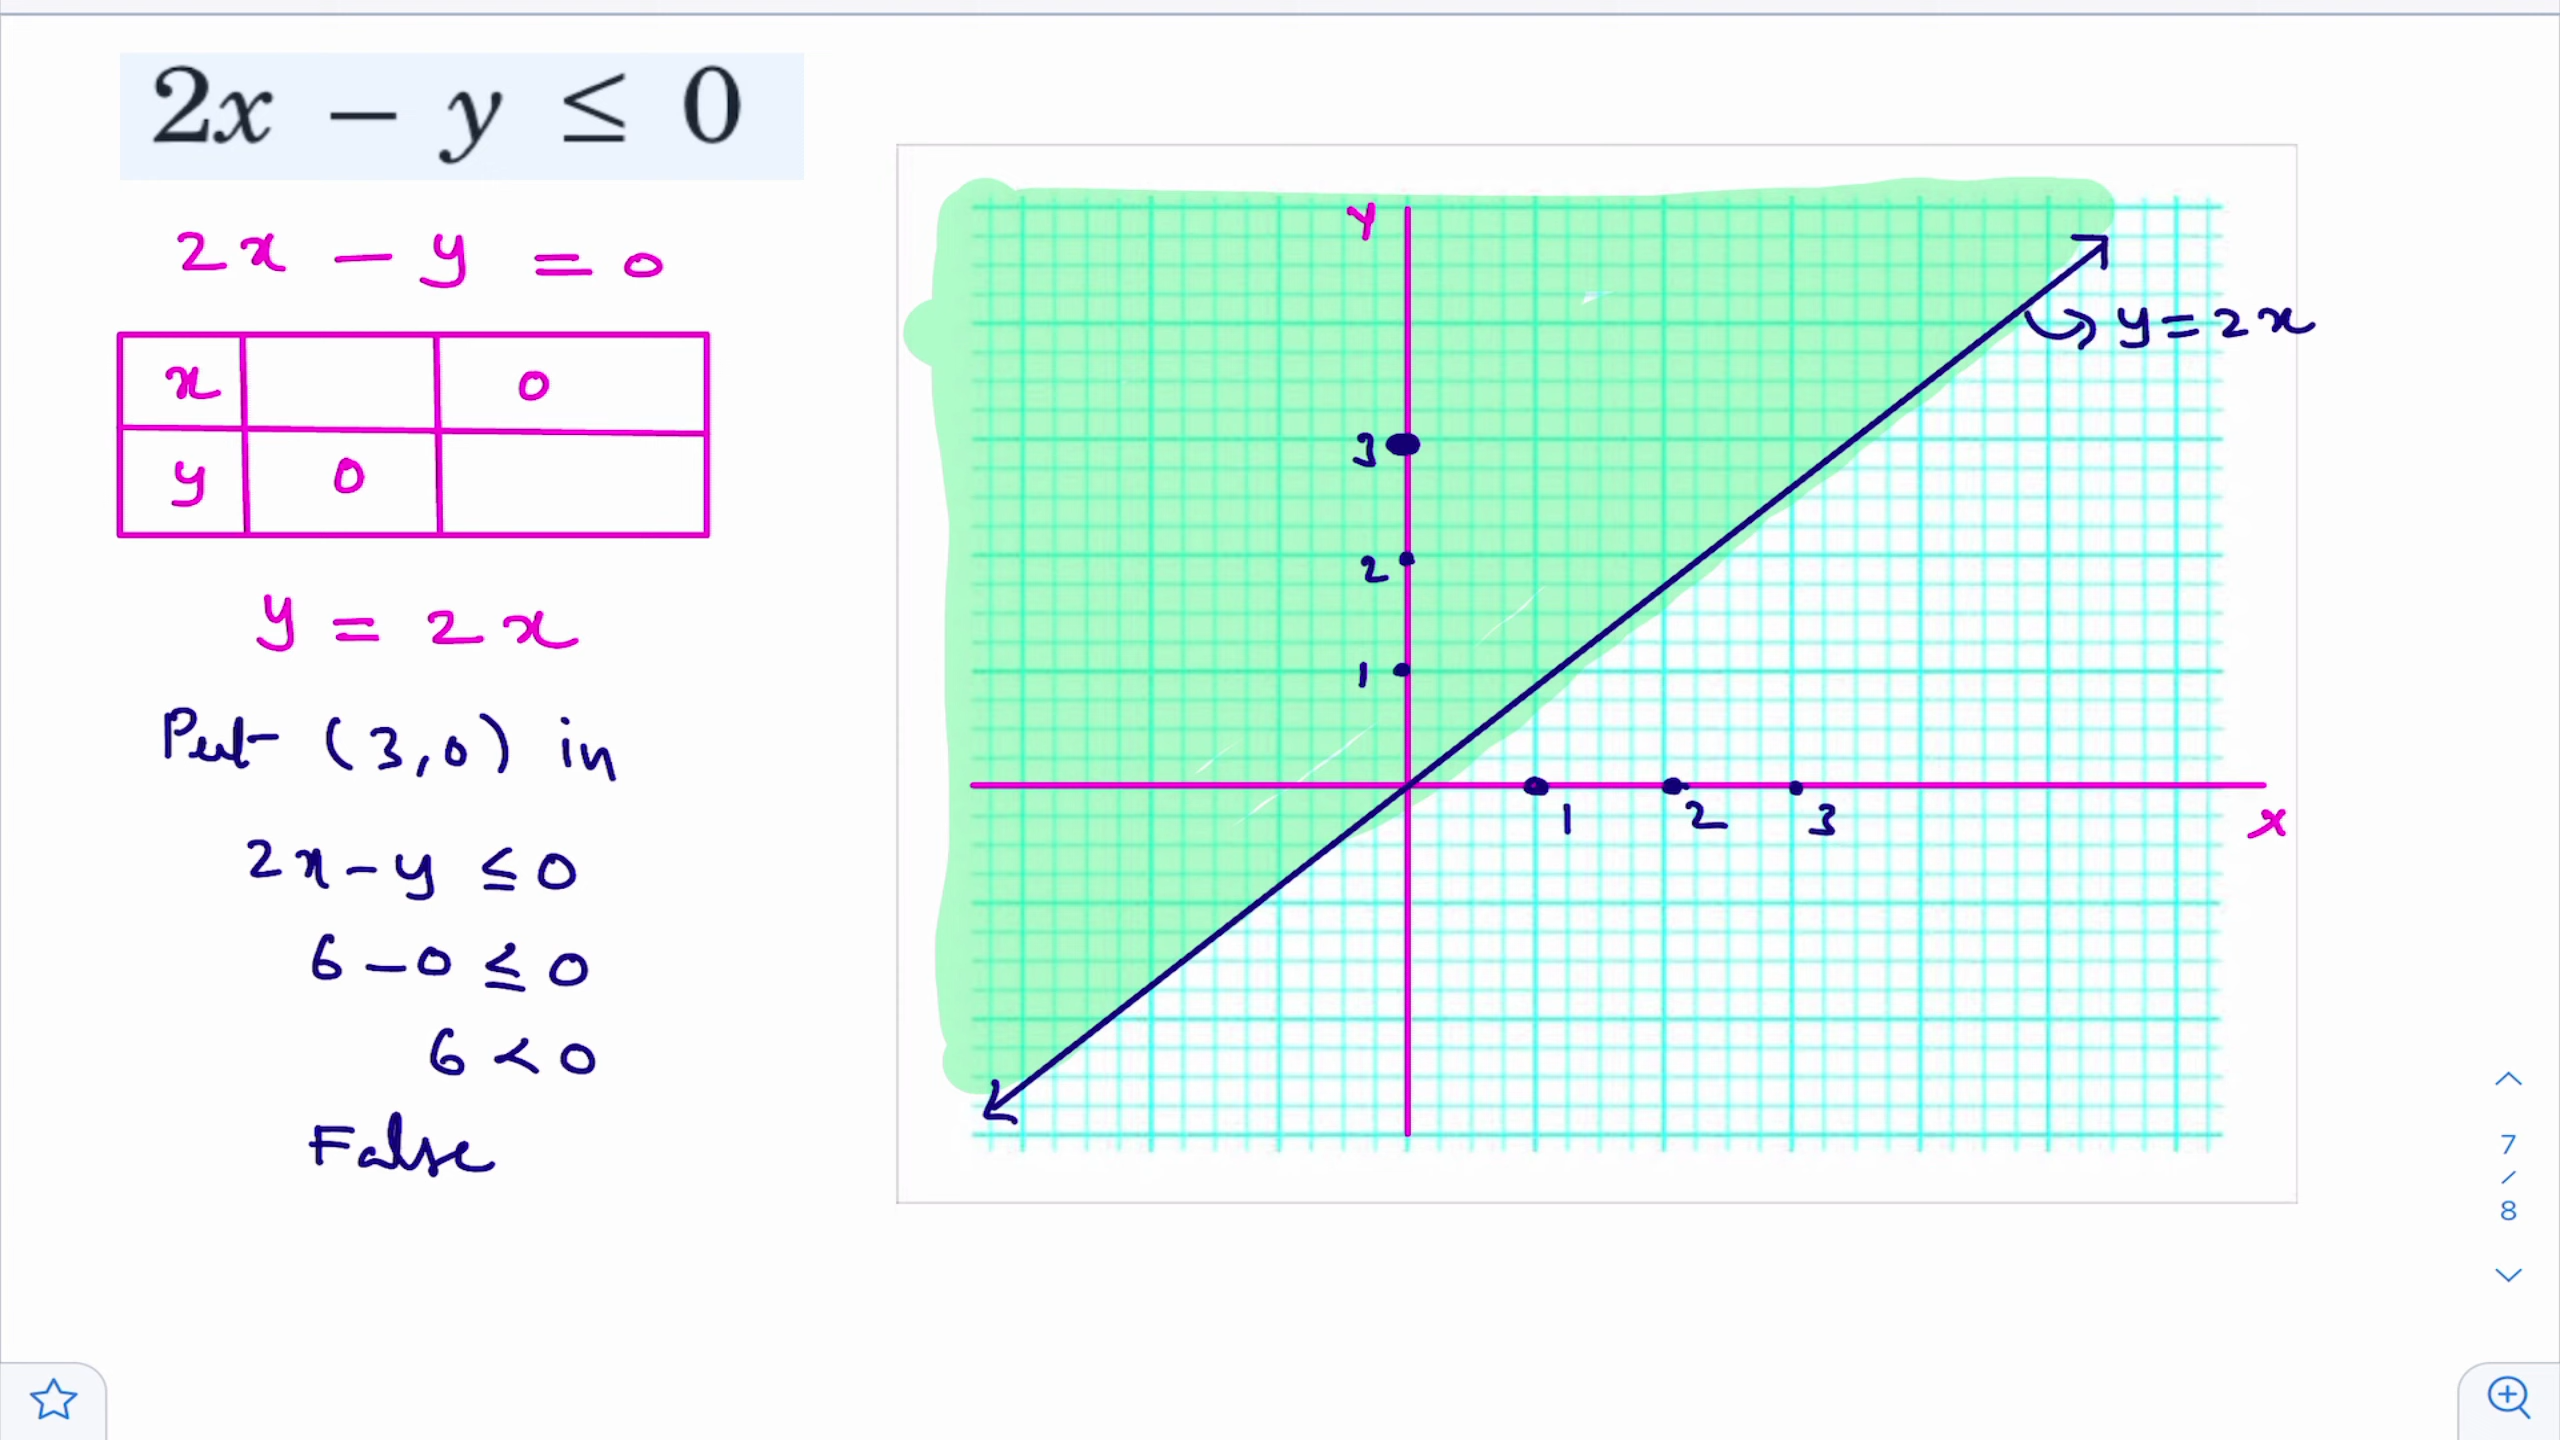 2x − y ≤ 0
2x − y = 0
x 0
y 0
y = 2x
Put (3,0) in
2x − y ≤ 0
6 − 0 ≤ 0
6 < 0
False
Y
y = 2x
3
2
1
1 2 3
x
7
/
8